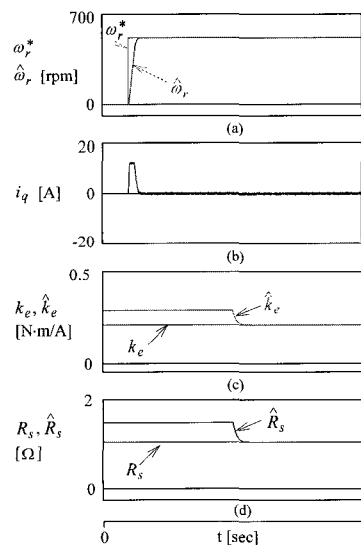 700
ω_r^*
ω_r^*
ω̂_r [rpm]
ω̂_r
0
(a)
20
i_q [A]
0
-20
(b)
0.5
k_e, k̂_e
k̂_e
[N·m/A]
k_e
0
(c)
2
R_s, R̂_s
R̂_s
[Ω]
R_s
0
(d)
0
t [sec]